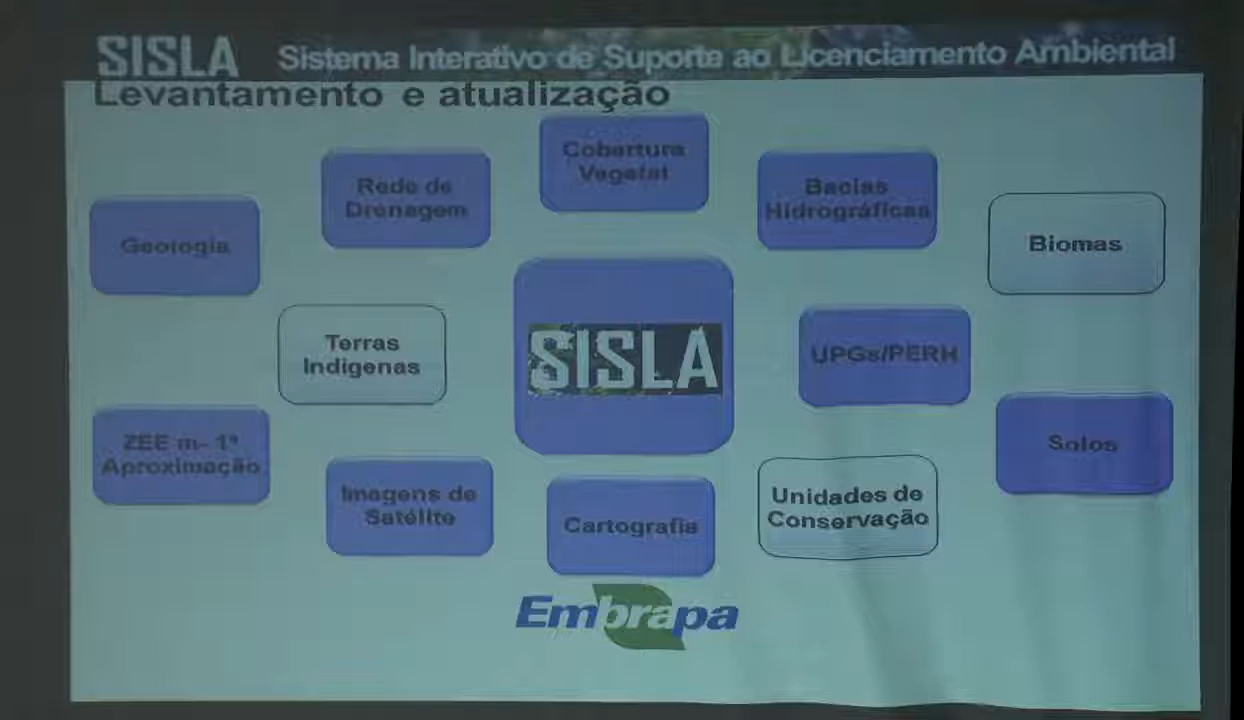 SISLA Sistema Interativo de Suporte ao Licenciamento Ambiental
Levantamento e atualização
Cobertura
Vegetal
Rede de
Drenagem
Bacias
Hidrográficas
Geologia
Biomas
Terras
Indigenas
SISLA
UPGs/PERH
ZEE m- 1ª
Aproximação
Solos
Imagens de
Satélite
Cartografia
Unidades de
Conservação
Embrapa